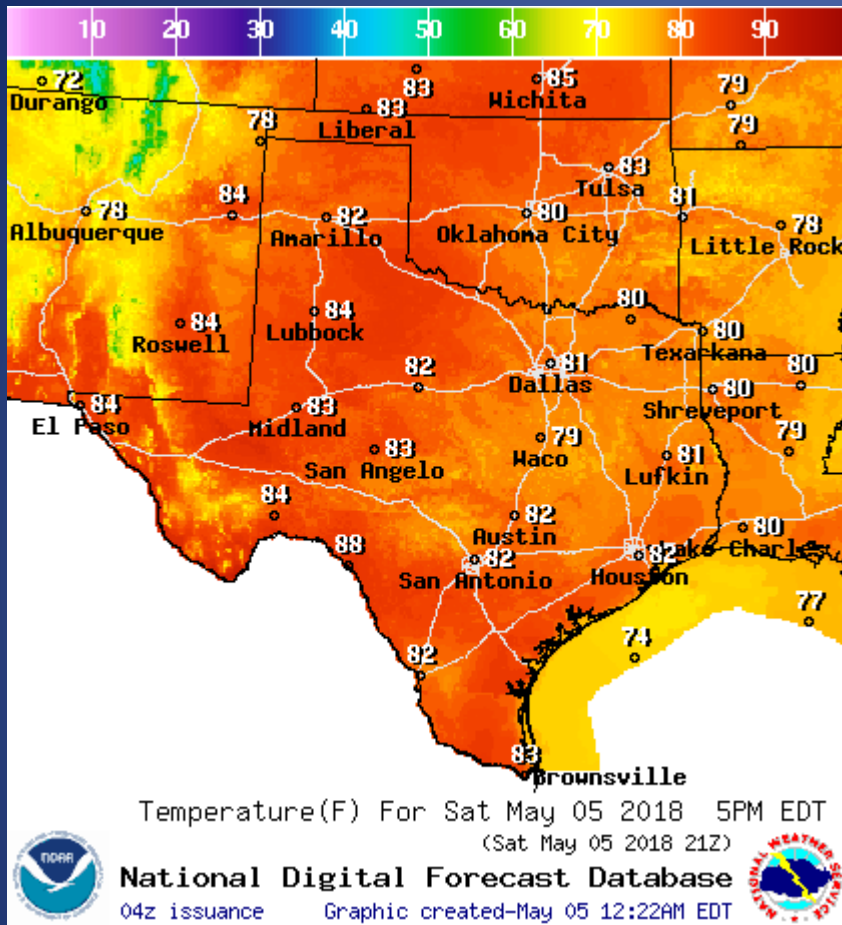 10 20 30 40 50 60 70 80 90
72
Durango
83
83
Liberal
85
Wichita
79
79
78
83
Tulsa
78
Albuquerque
84
82
Amarillo
80
Oklahoma City
81
78
Little Rock
84
Roswell
84
Lubbock
80
80
Texarkana
82
81
Dallas
80
Shreveport
80
84
El Paso
83
Midland
83
San Angelo
79
Waco
81
Lufkin
79
84
82
Austin
80
Lake Charles
88
82
San Antonio
82
Houston
77
74
82
83
Brownsville
Temperature(F) For Sat May 05 2018 5PM EDT
(Sat May 05 2018 21Z)
NOAA
National Digital Forecast Database
04z issuance Graphic created-May 05 12:22AM EDT
NATIONAL WEATHER SERVICE